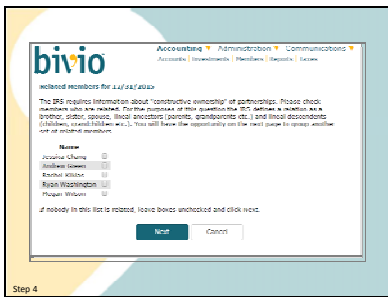 bivio
Accounting Administration Communications
Accounts | Investments | Members | Reports | Taxes
Related Members for 12/31/2015
The IRS requires information about "constructive ownership" of partnerships. Please check
members who are related. For the purposes of this question the IRS defines a relation as a
brother, sister, spouse, lineal ancestors (parents, grandparents etc.) and lineal descendents
(children, grandchildren etc.). You will have the opportunity on the next page to group another
set of related members.
Name
Jessica Chung
Andrew Green
Rachel
Ryan Washington
Megan Wilson
If nobody in this list is related, leave boxes unchecked and click Next.
Next Cancel
Step 4